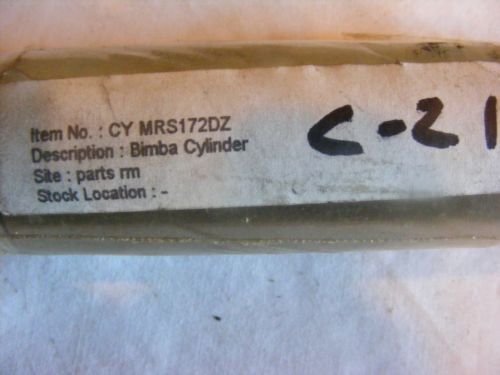 Item No. : CY MRS172DZ
Description : Bimba Cylinder
Site : parts rm
Stock Location : -
C-21